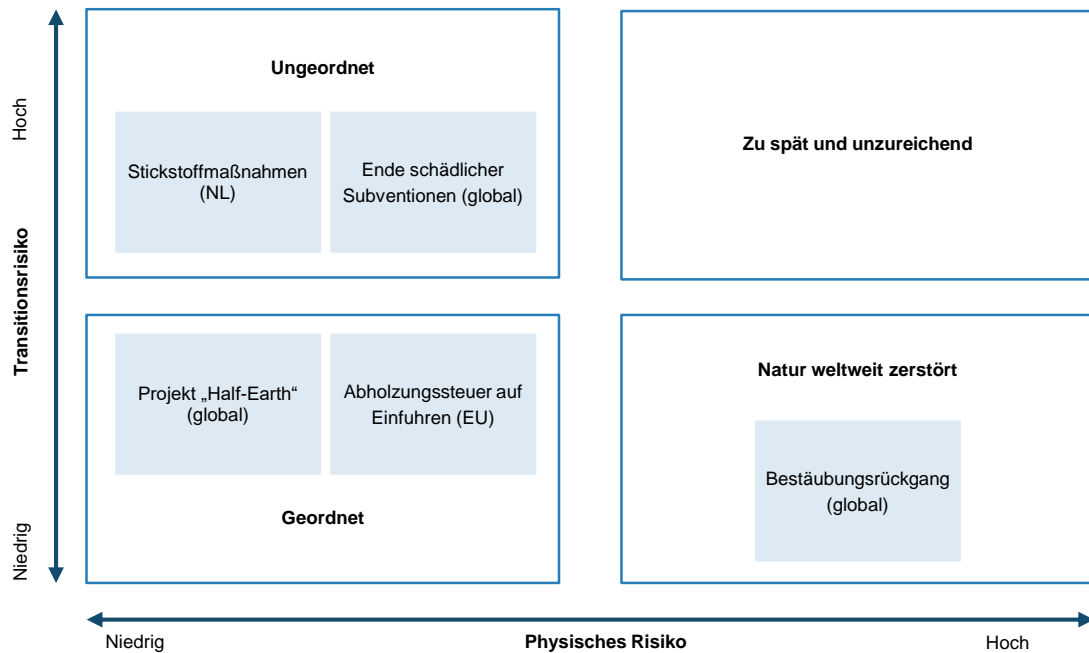 Hoch
Transitionsrisiko
Niedrig
Ungeordnet
Stickstoffmaßnahmen
(NL)
Ende schädlicher
Subventionen (global)
Zu spät und unzureichend
Projekt „Half-Earth“
(global)
Abholzungssteuer auf
Einfuhren (EU)
Geordnet
Natur weltweit zerstört
Bestäubungsrückgang
(global)
Niedrig
Physisches Risiko
Hoch